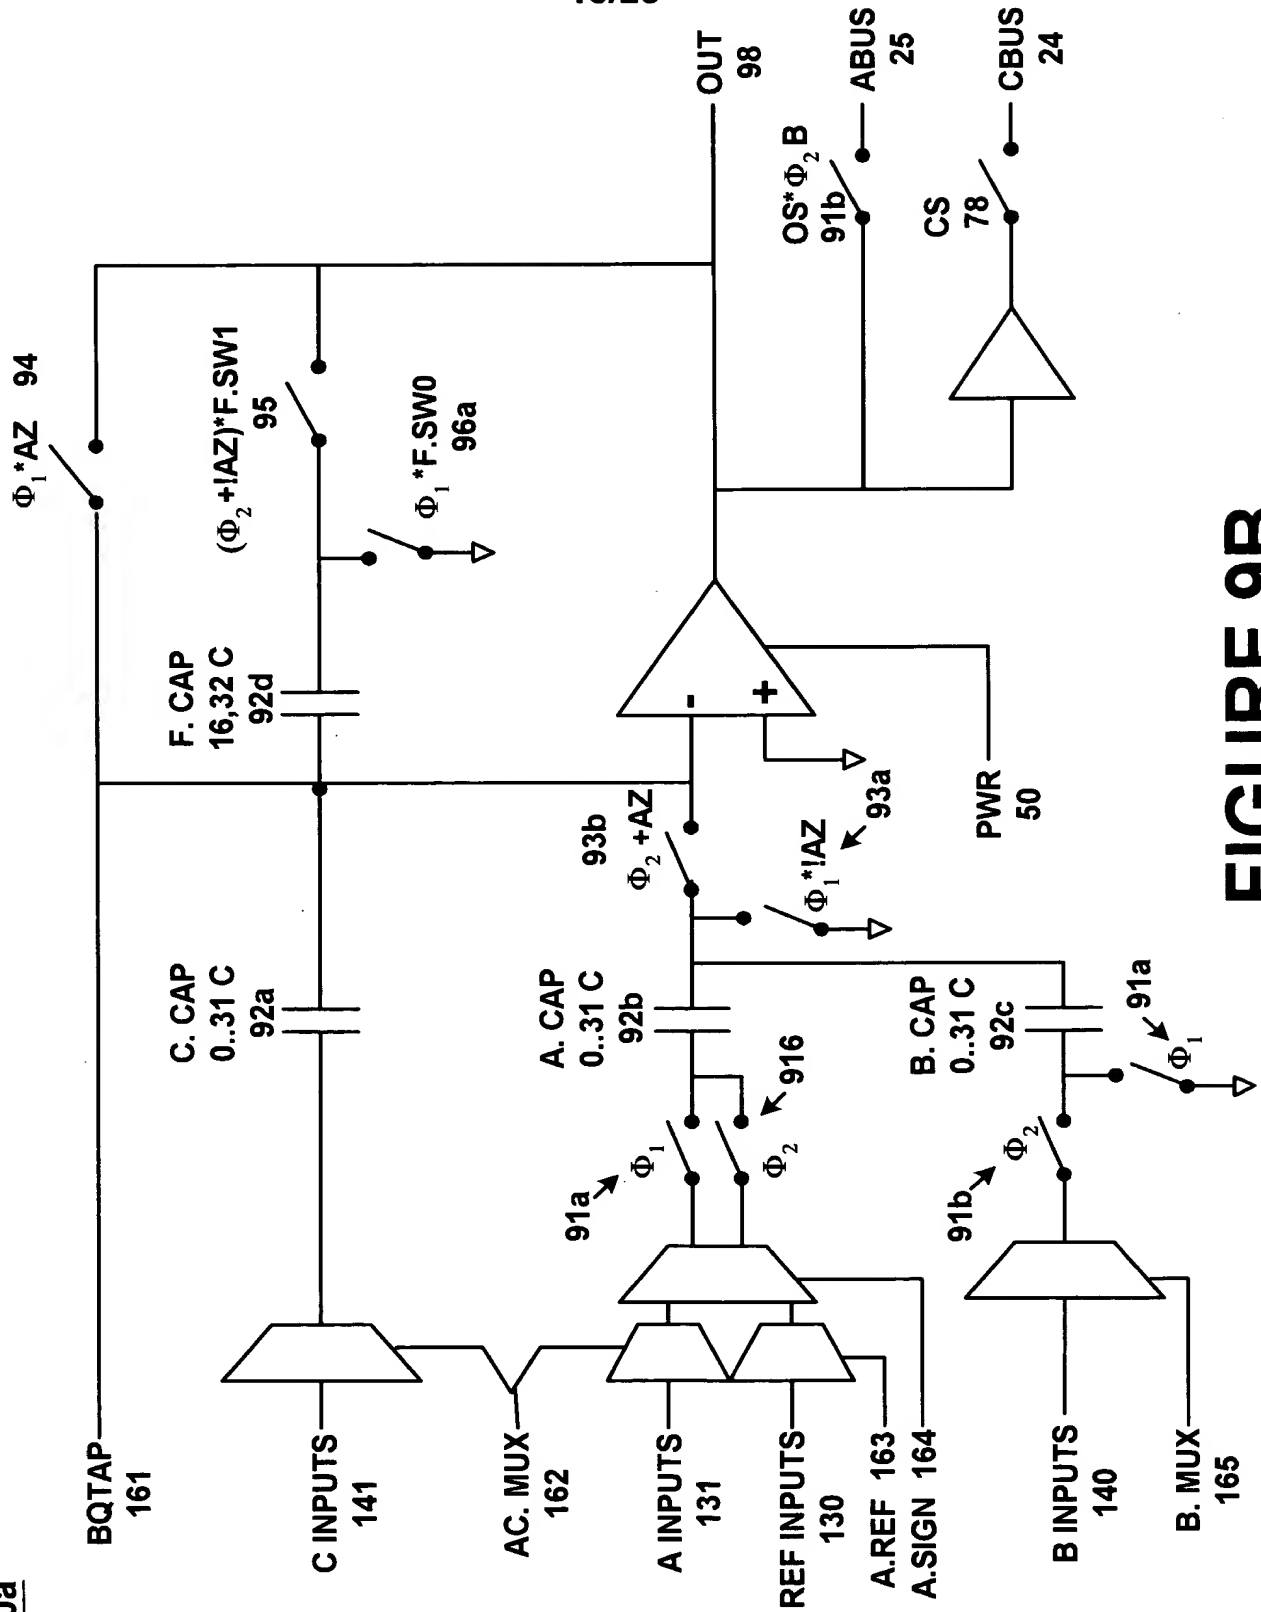 Φ1*AZ 94
F. CAP
16,32 C
92d
(Φ2+!AZ)*F.SW1
95
Φ1*F.SW0
96a
OUT
98
OS*Φ2B
91b
ABUS
25
CS
78
CBUS
24
C. CAP
0..31 C
92a
A. CAP
0..31 C
92b
93b
Φ2 +AZ
Φ1*!AZ
93a
-
+
PWR
50
91a
Φ1
Φ2
916
B. CAP
0..31 C
92c
91b
Φ2
91a
Φ1
BQTAP
161
C INPUTS
141
AC. MUX
162
A INPUTS
131
REF INPUTS
130
A.REF 163
A.SIGN 164
B INPUTS
140
B. MUX
165
FIGURE 9B